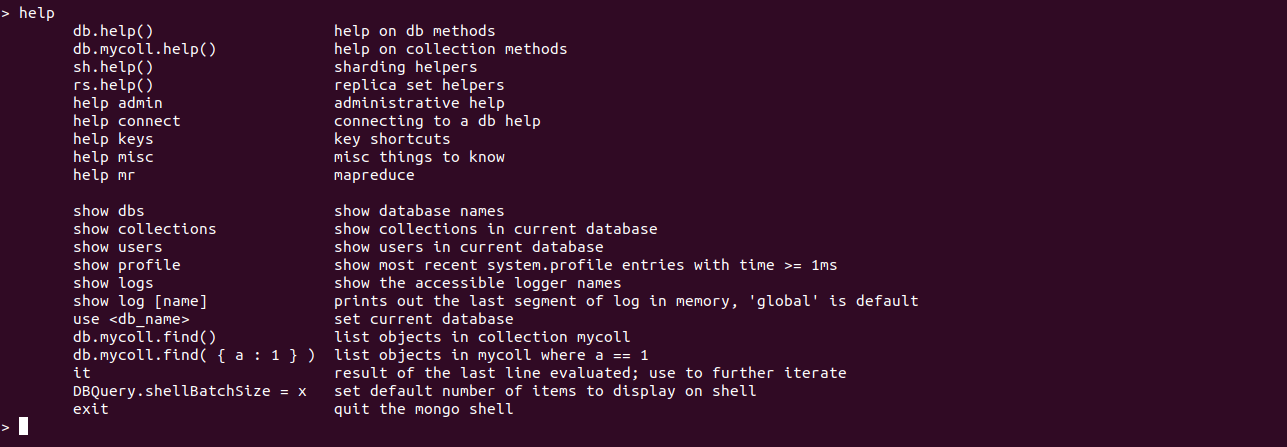 > help
        db.help()                    help on db methods
        db.mycoll.help()             help on collection methods
        sh.help()                    sharding helpers
        rs.help()                    replica set helpers
        help admin                   administrative help
        help connect                 connecting to a db help
        help keys                    key shortcuts
        help misc                    misc things to know
        help mr                      mapreduce

        show dbs                     show database names
        show collections             show collections in current database
        show users                   show users in current database
        show profile                 show most recent system.profile entries with time >= 1ms
        show logs                    show the accessible logger names
        show log [name]              prints out the last segment of log in memory, 'global' is default
        use <db_name>                set current database
        db.mycoll.find()             list objects in collection mycoll
        db.mycoll.find( { a : 1 } )  list objects in mycoll where a == 1
        it                           result of the last line evaluated; use to further iterate
        DBQuery.shellBatchSize = x   set default number of items to display on shell
        exit                         quit the mongo shell
>